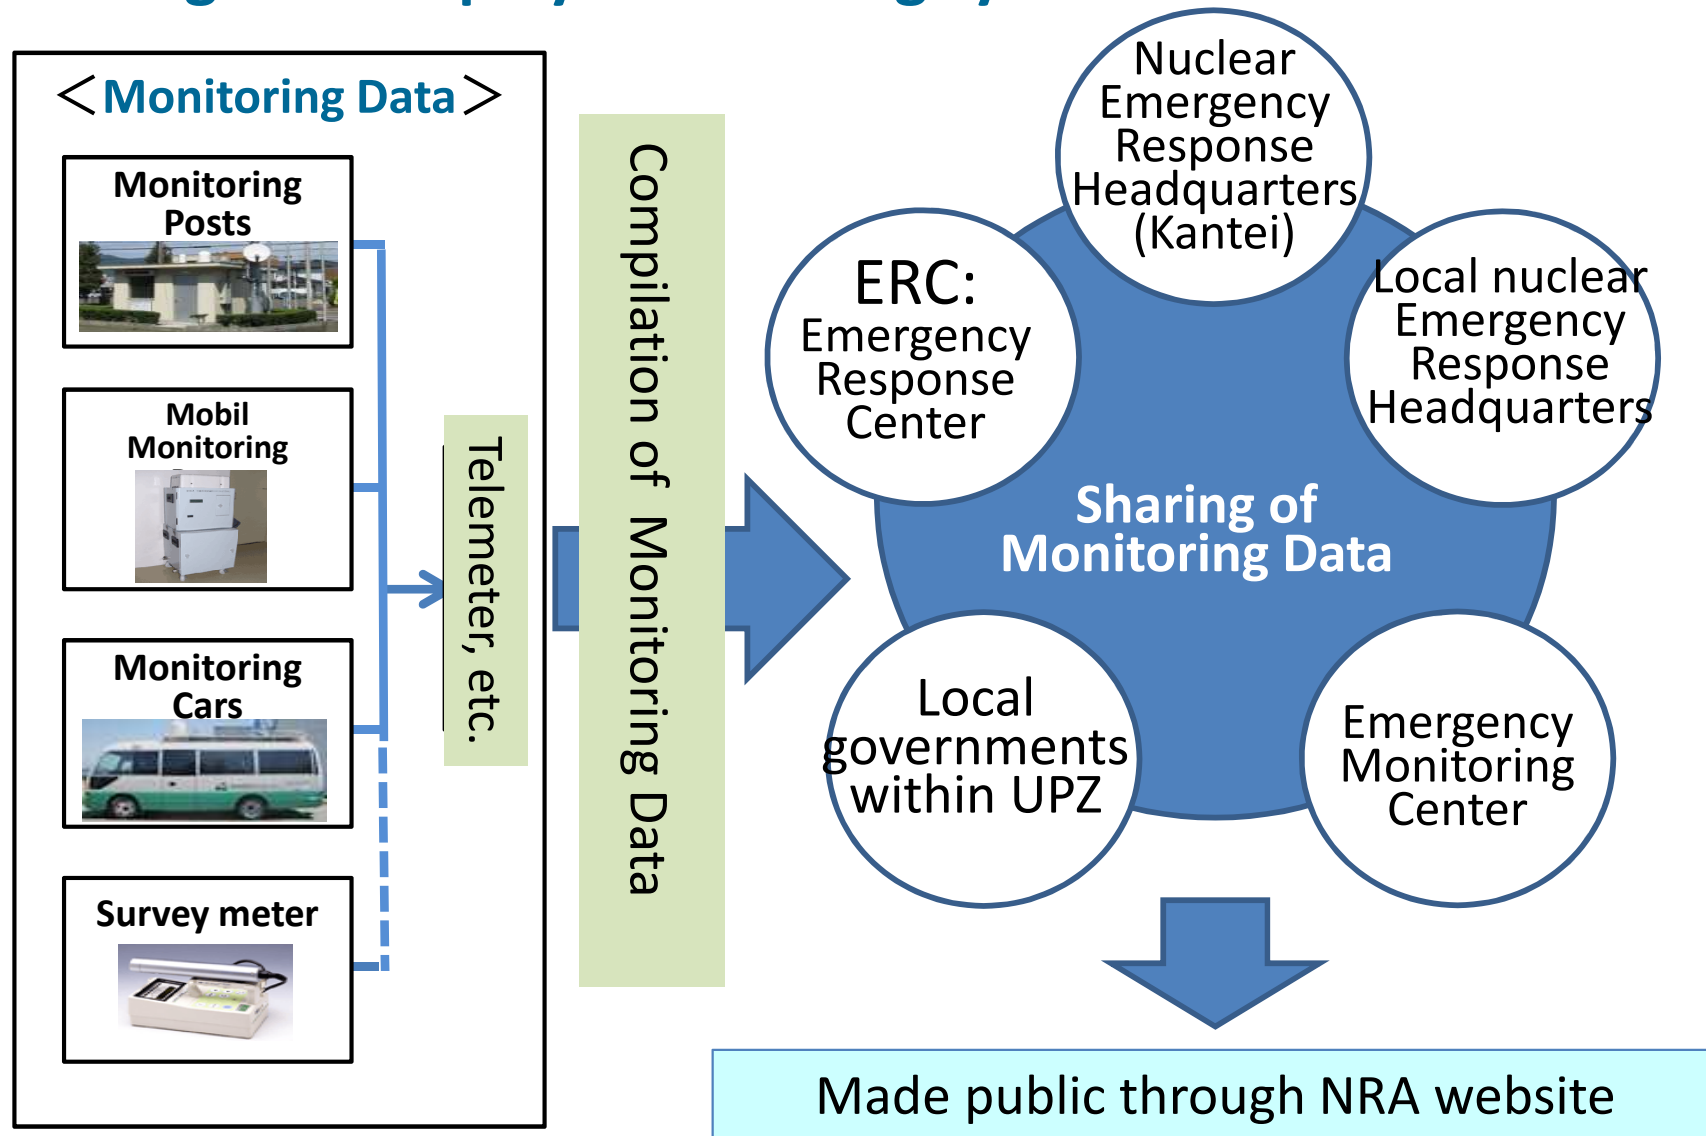 ＜Monitoring Data＞
Monitoring
Posts
Mobil
Monitoring
Monitoring
Cars
Survey meter
Telemeter, etc.
Compilation of Monitoring Data
Nuclear
Emergency
Response
Headquarters
(Kantei)
ERC:
Emergency
Response
Center
Local nuclear
Emergency
Response
Headquarters
Sharing of
Monitoring Data
Local
governments
within UPZ
Emergency
Monitoring
Center
Made public through NRA website